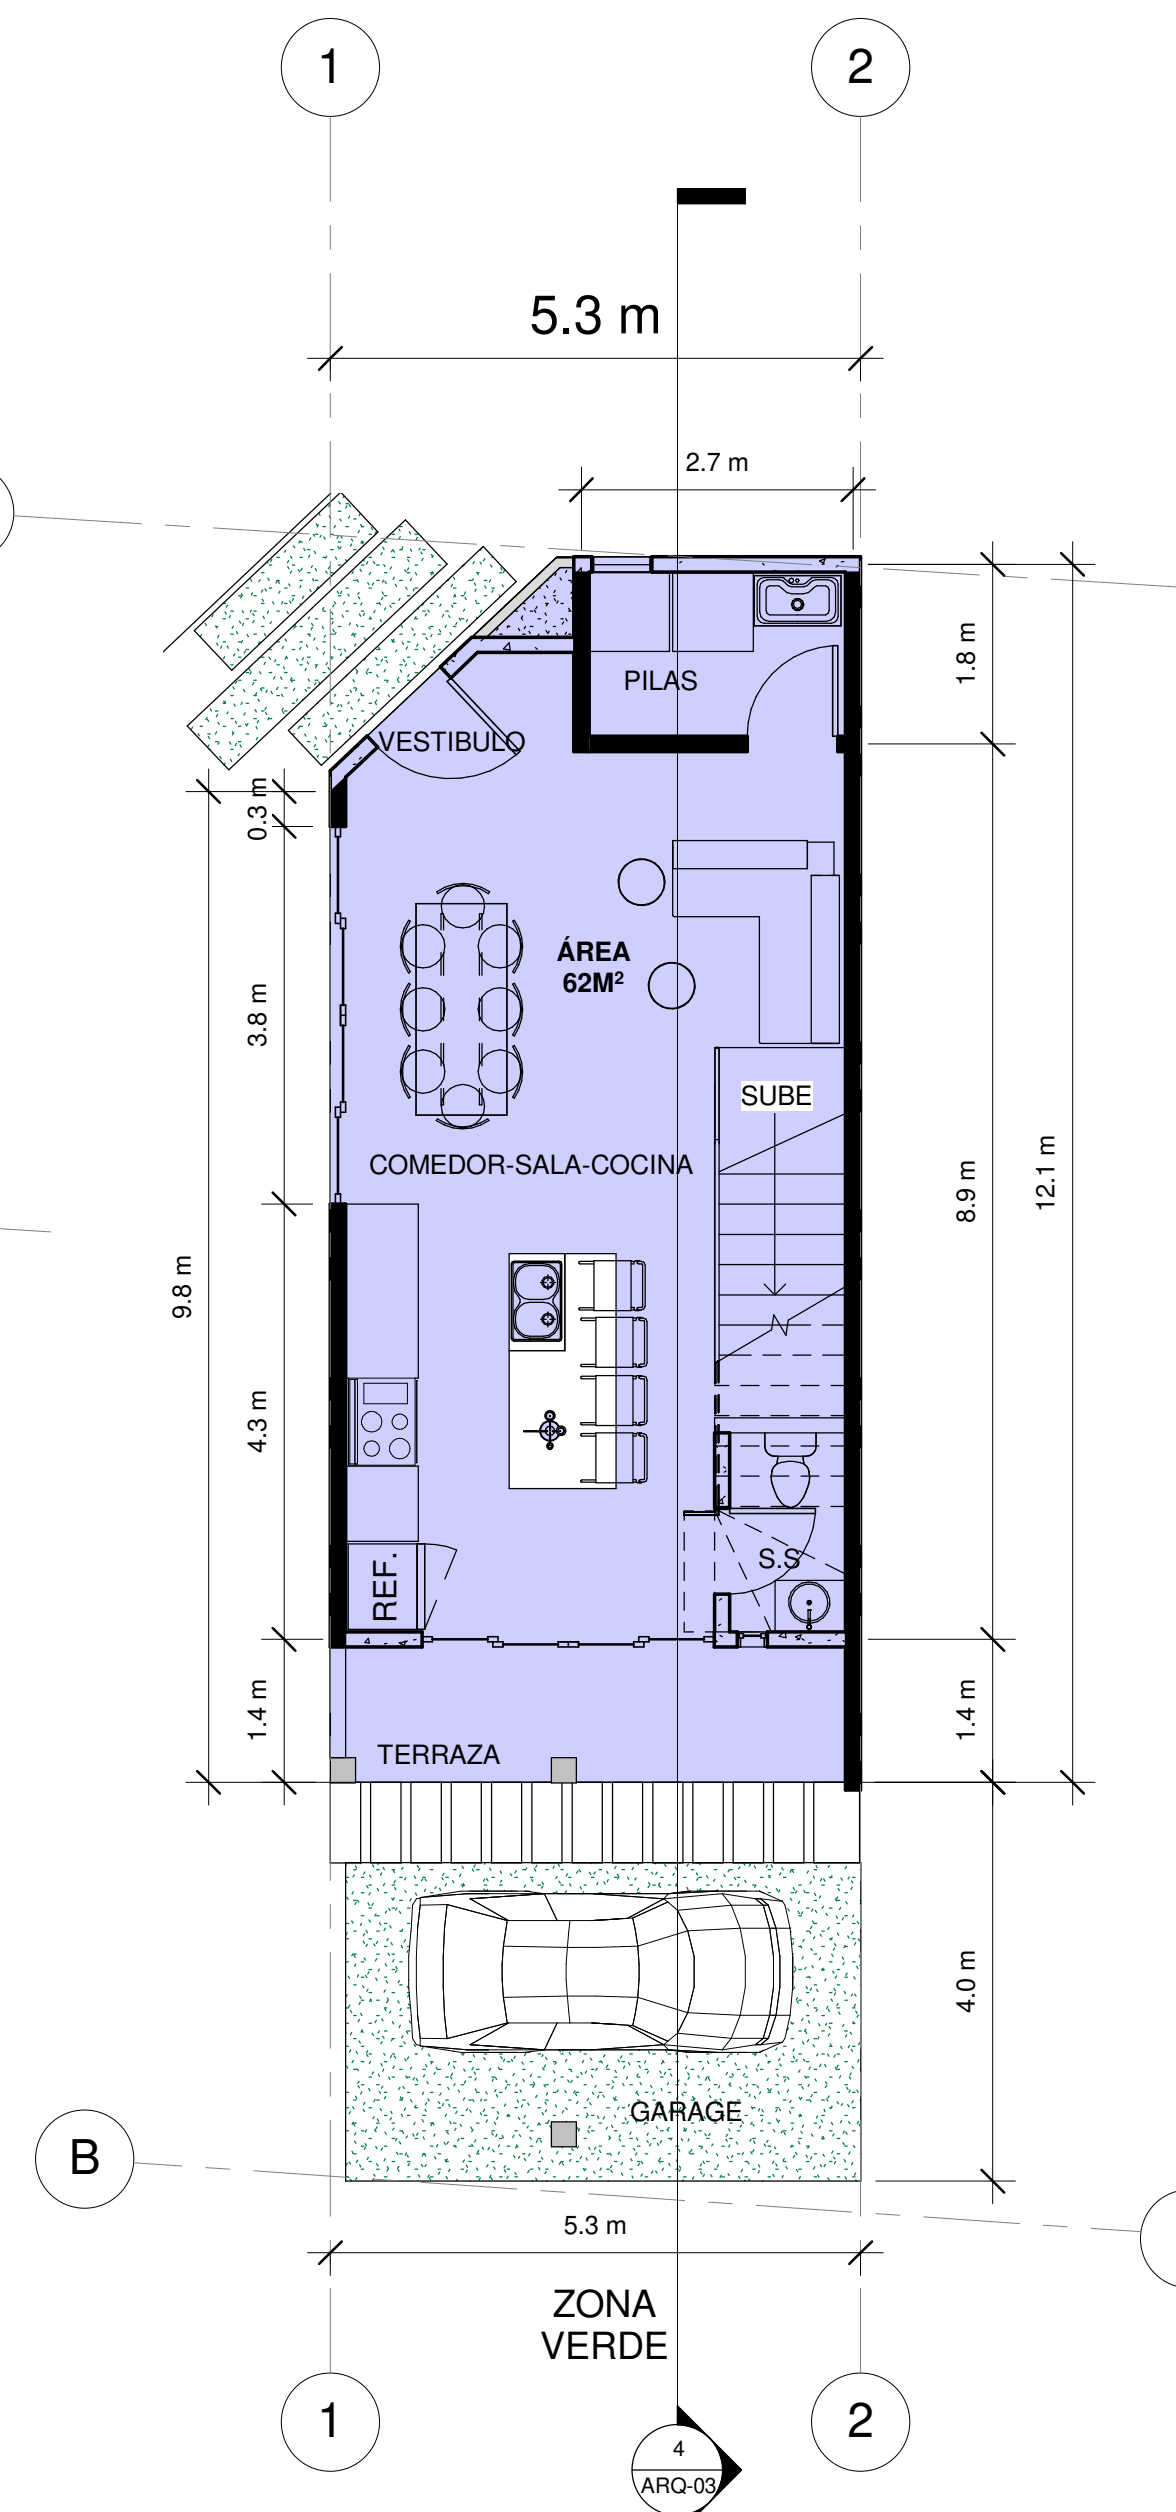 1
2
5.3 m
2.7 m
1.8 m
PILAS
VESTIBULO
0.3 m
ÁREA
62M²
3.8 m
SUBE
COMEDOR-SALA-COCINA
8.9 m
12.1 m
9.8 m
4.3 m
REF.
S.S
1.4 m
1.4 m
TERRAZA
4.0 m
GARAGE
B
5.3 m
ZONA
VERDE
1
2
4
ARQ-03